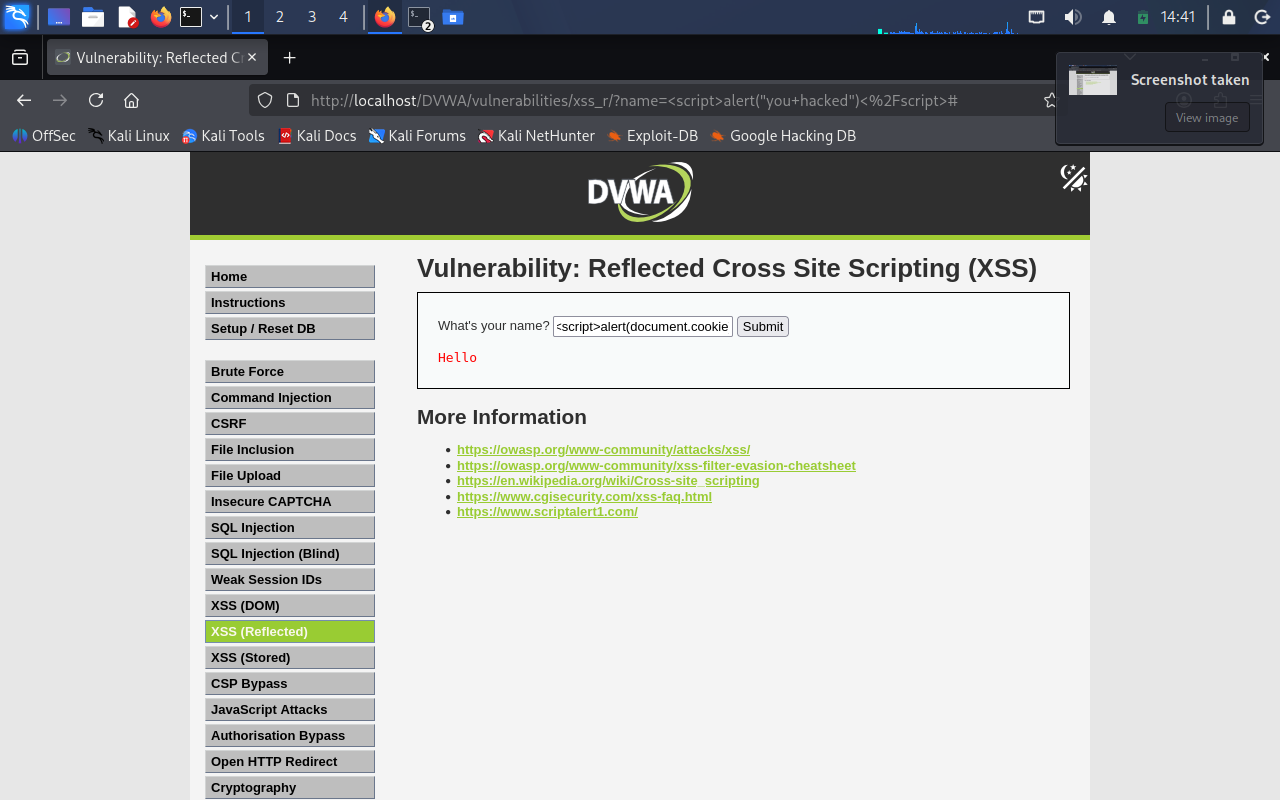 1 2 3 4 2 14:41
Vulnerability: Reflected C
Screenshot taken
http://localhost/DVWA/vulnerabilities/xss_r/?name=<script>alert("you+hacked")<%2Fscript>#
View image
OffSec Kali Linux Kali Tools Kali Docs Kali Forums Kali NetHunter Exploit-DB Google Hacking DB
DVWA
Home
Instructions
Setup / Reset DB
Brute Force
Command Injection
CSRF
File Inclusion
File Upload
Insecure CAPTCHA
SQL Injection
SQL Injection (Blind)
Weak Session IDs
XSS (DOM)
XSS (Reflected)
XSS (Stored)
CSP Bypass
JavaScript Attacks
Authorisation Bypass
Open HTTP Redirect
Cryptography
Vulnerability: Reflected Cross Site Scripting (XSS)
What's your name? <script>alert(document.cookie Submit
Hello
More Information
https://owasp.org/www-community/attacks/xss/
https://owasp.org/www-community/xss-filter-evasion-cheatsheet
https://en.wikipedia.org/wiki/Cross-site_scripting
https://www.cgisecurity.com/xss-faq.html
https://www.scriptalert1.com/